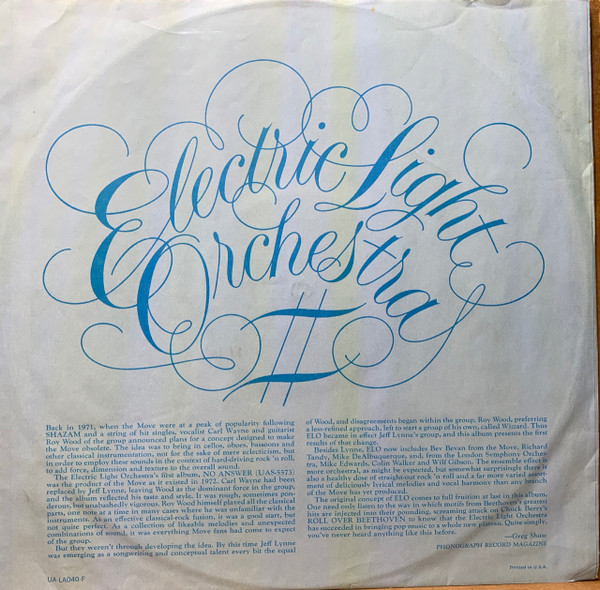 Electric Light
Orchestra
II
Back in 1971, when the Move were at a peak of popularity following
SHAZAM and a string of hit singles, vocalist Carl Wayne and guitarist
Roy Wood of the group announced plans for a concept designed to make
the Move obsolete. The idea was to bring in cellos, oboes, bassoons and
other classical instrumentation, not for the sake of mere eclecticism, but
in order to employ these sounds in the context of hard-driving rock 'n roll,
to add force, dimension and texture to the overall sound.
The Electric Light Orchestra's first album, NO ANSWER [UAS-5573]
was the product of the Move as it existed in 1972. Carl Wayne had been
replaced by Jeff Lynne, leaving Wood as the dominant force in the group,
and the album reflected his taste and style. It was rough, sometimes pon-
derous, but unabashedly vigorous. Roy Wood himself played all the classical
parts, one note at a time in many cases where he was unfamiliar with the
instruments. As an effective classical-rock fusion, it was a good start, but
not quite perfect. As a collection of likeable melodies and unexpected
combinations of sound, it was everything Move fans had come to expect
of the group.
But they weren't through developing the idea. By this time Jeff Lynne
was emerging as a songwriting and conceptual talent every bit the equal
of Wood, and disagreements began within the group. Roy Wood, preferring
a less-refined approach, left to start a group of his own, called Wizzard. Thus
ELO became in effect Jeff Lynne's group, and this album presents the first
results of that change.
Besides Lynne, ELO now includes Bev Bevan from the Move, Richard
Tandy, Mike DeAlbuquerque, and, from the London Symphony Orches-
tra, Mike Edwards, Colin Walker and Wilf Gibson. The ensemble effect is
more orchestral, as might be expected, but somewhat surprisingly there is
also a healthy dose of straight-out rock 'n roll and a far more varied assort-
ment of deliciously lyrical melodies and vocal harmonies than any branch
of the Move has yet produced.
The original concept of ELO comes to full fruition at last in this album.
One need only listen to the way in which motifs from Beethoven's greatest
hits are injected into their pounding, screaming attack on Chuck Berry's
ROLL OVER BEETHOVEN to know that the Electric Light Orchestra
has succeeded in bringing pop music to a whole new plateau. Quite simply,
you've never heard anything like this before.
—Greg Shaw
PHONOGRAPH RECORD MAGAZINE
UA-LA040-F
Printed in U.S.A.